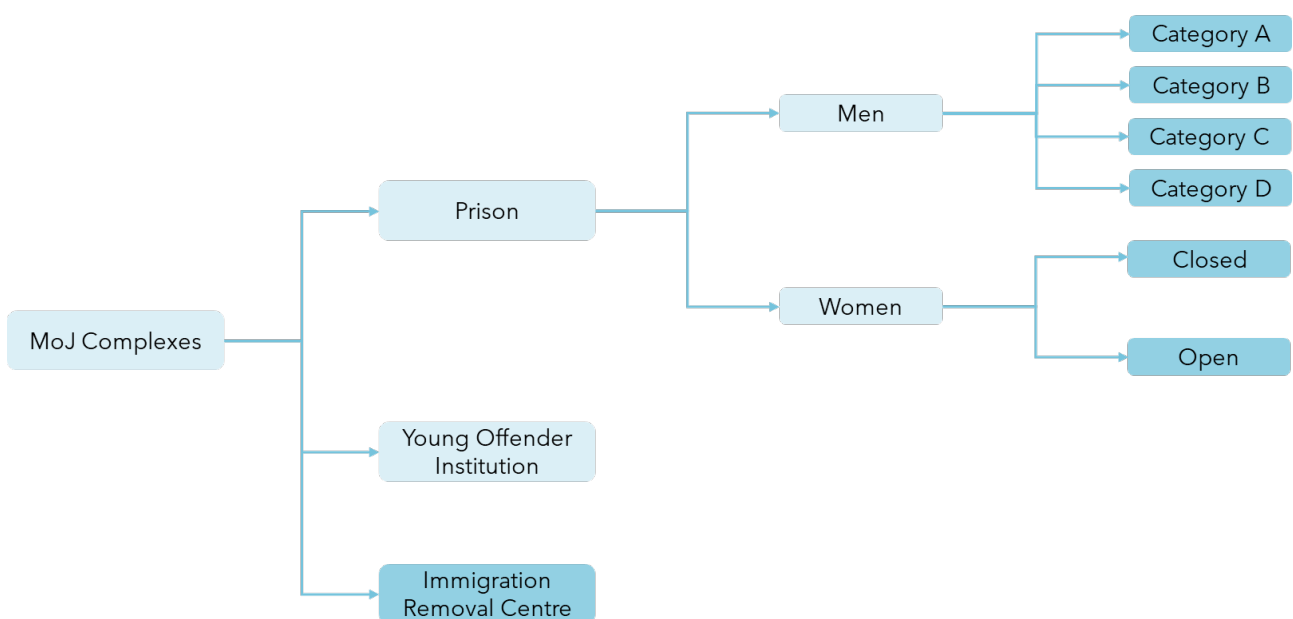 MoJ Complexes
Prison
Young Offender
Institution
Immigration
Removal Centre
Men
Women
Category A
Category B
Category C
Category D
Closed
Open